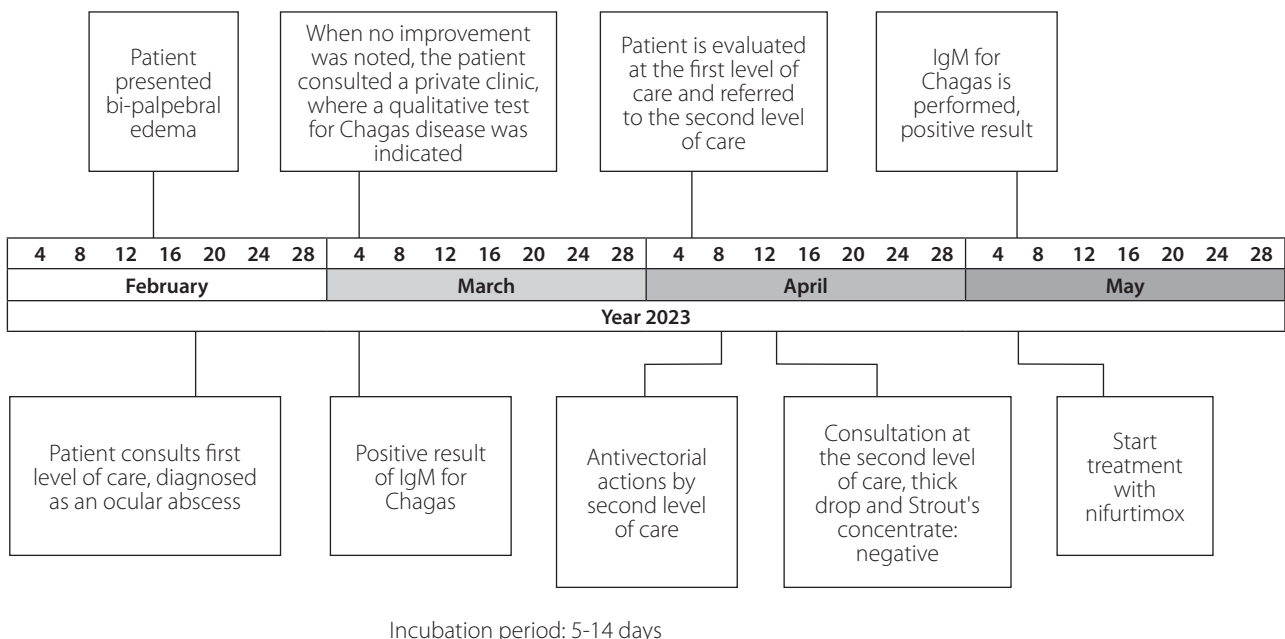 Patient
presented
bi-palpebral
edema
When no improvement
was noted, the patient
consulted a private clinic,
where a qualitative test
for Chagas disease was
indicated
Patient is evaluated
at the first level of
care and referred
to the second level
of care
IgM for
Chagas is
performed,
positive result
4 8 12 16 20 24 28 4 8 12 16 20 24 28 4 8 12 16 20 24 28 4 8 12 16 20 24 28
February March April May
Year 2023
Patient consults first
level of care, diagnosed
as an ocular abscess
Positive result
of IgM for
Chagas
Antivectorial
actions by
second level
of care
Consultation at
the second level
of care, thick
drop and Strout's
concentrate:
negative
Start
treatment
with
nifurtimox
Incubation period: 5-14 days